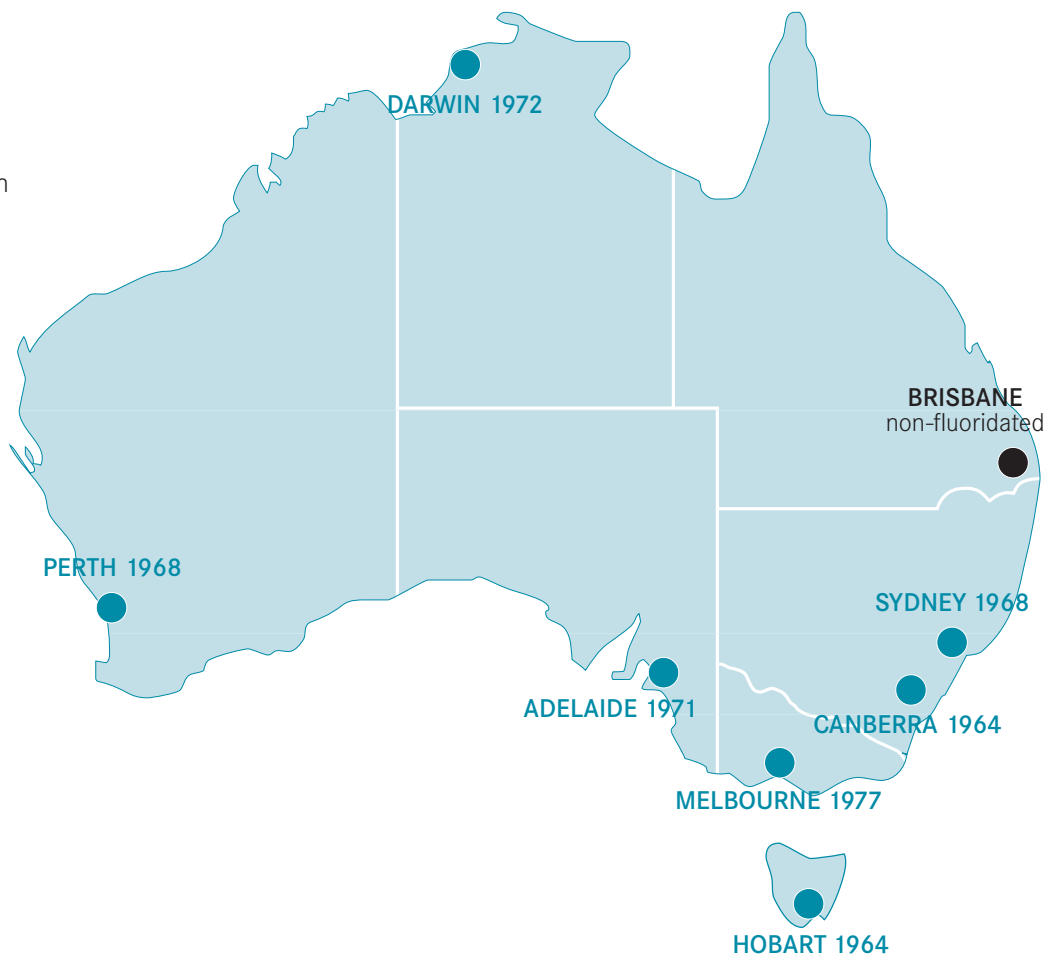 DARWIN 1972
n
BRISBANE
non-fluoridated
PERTH 1968
SYDNEY 1968
ADELAIDE 1971
CANBERRA 1964
MELBOURNE 1977
HOBART 1964